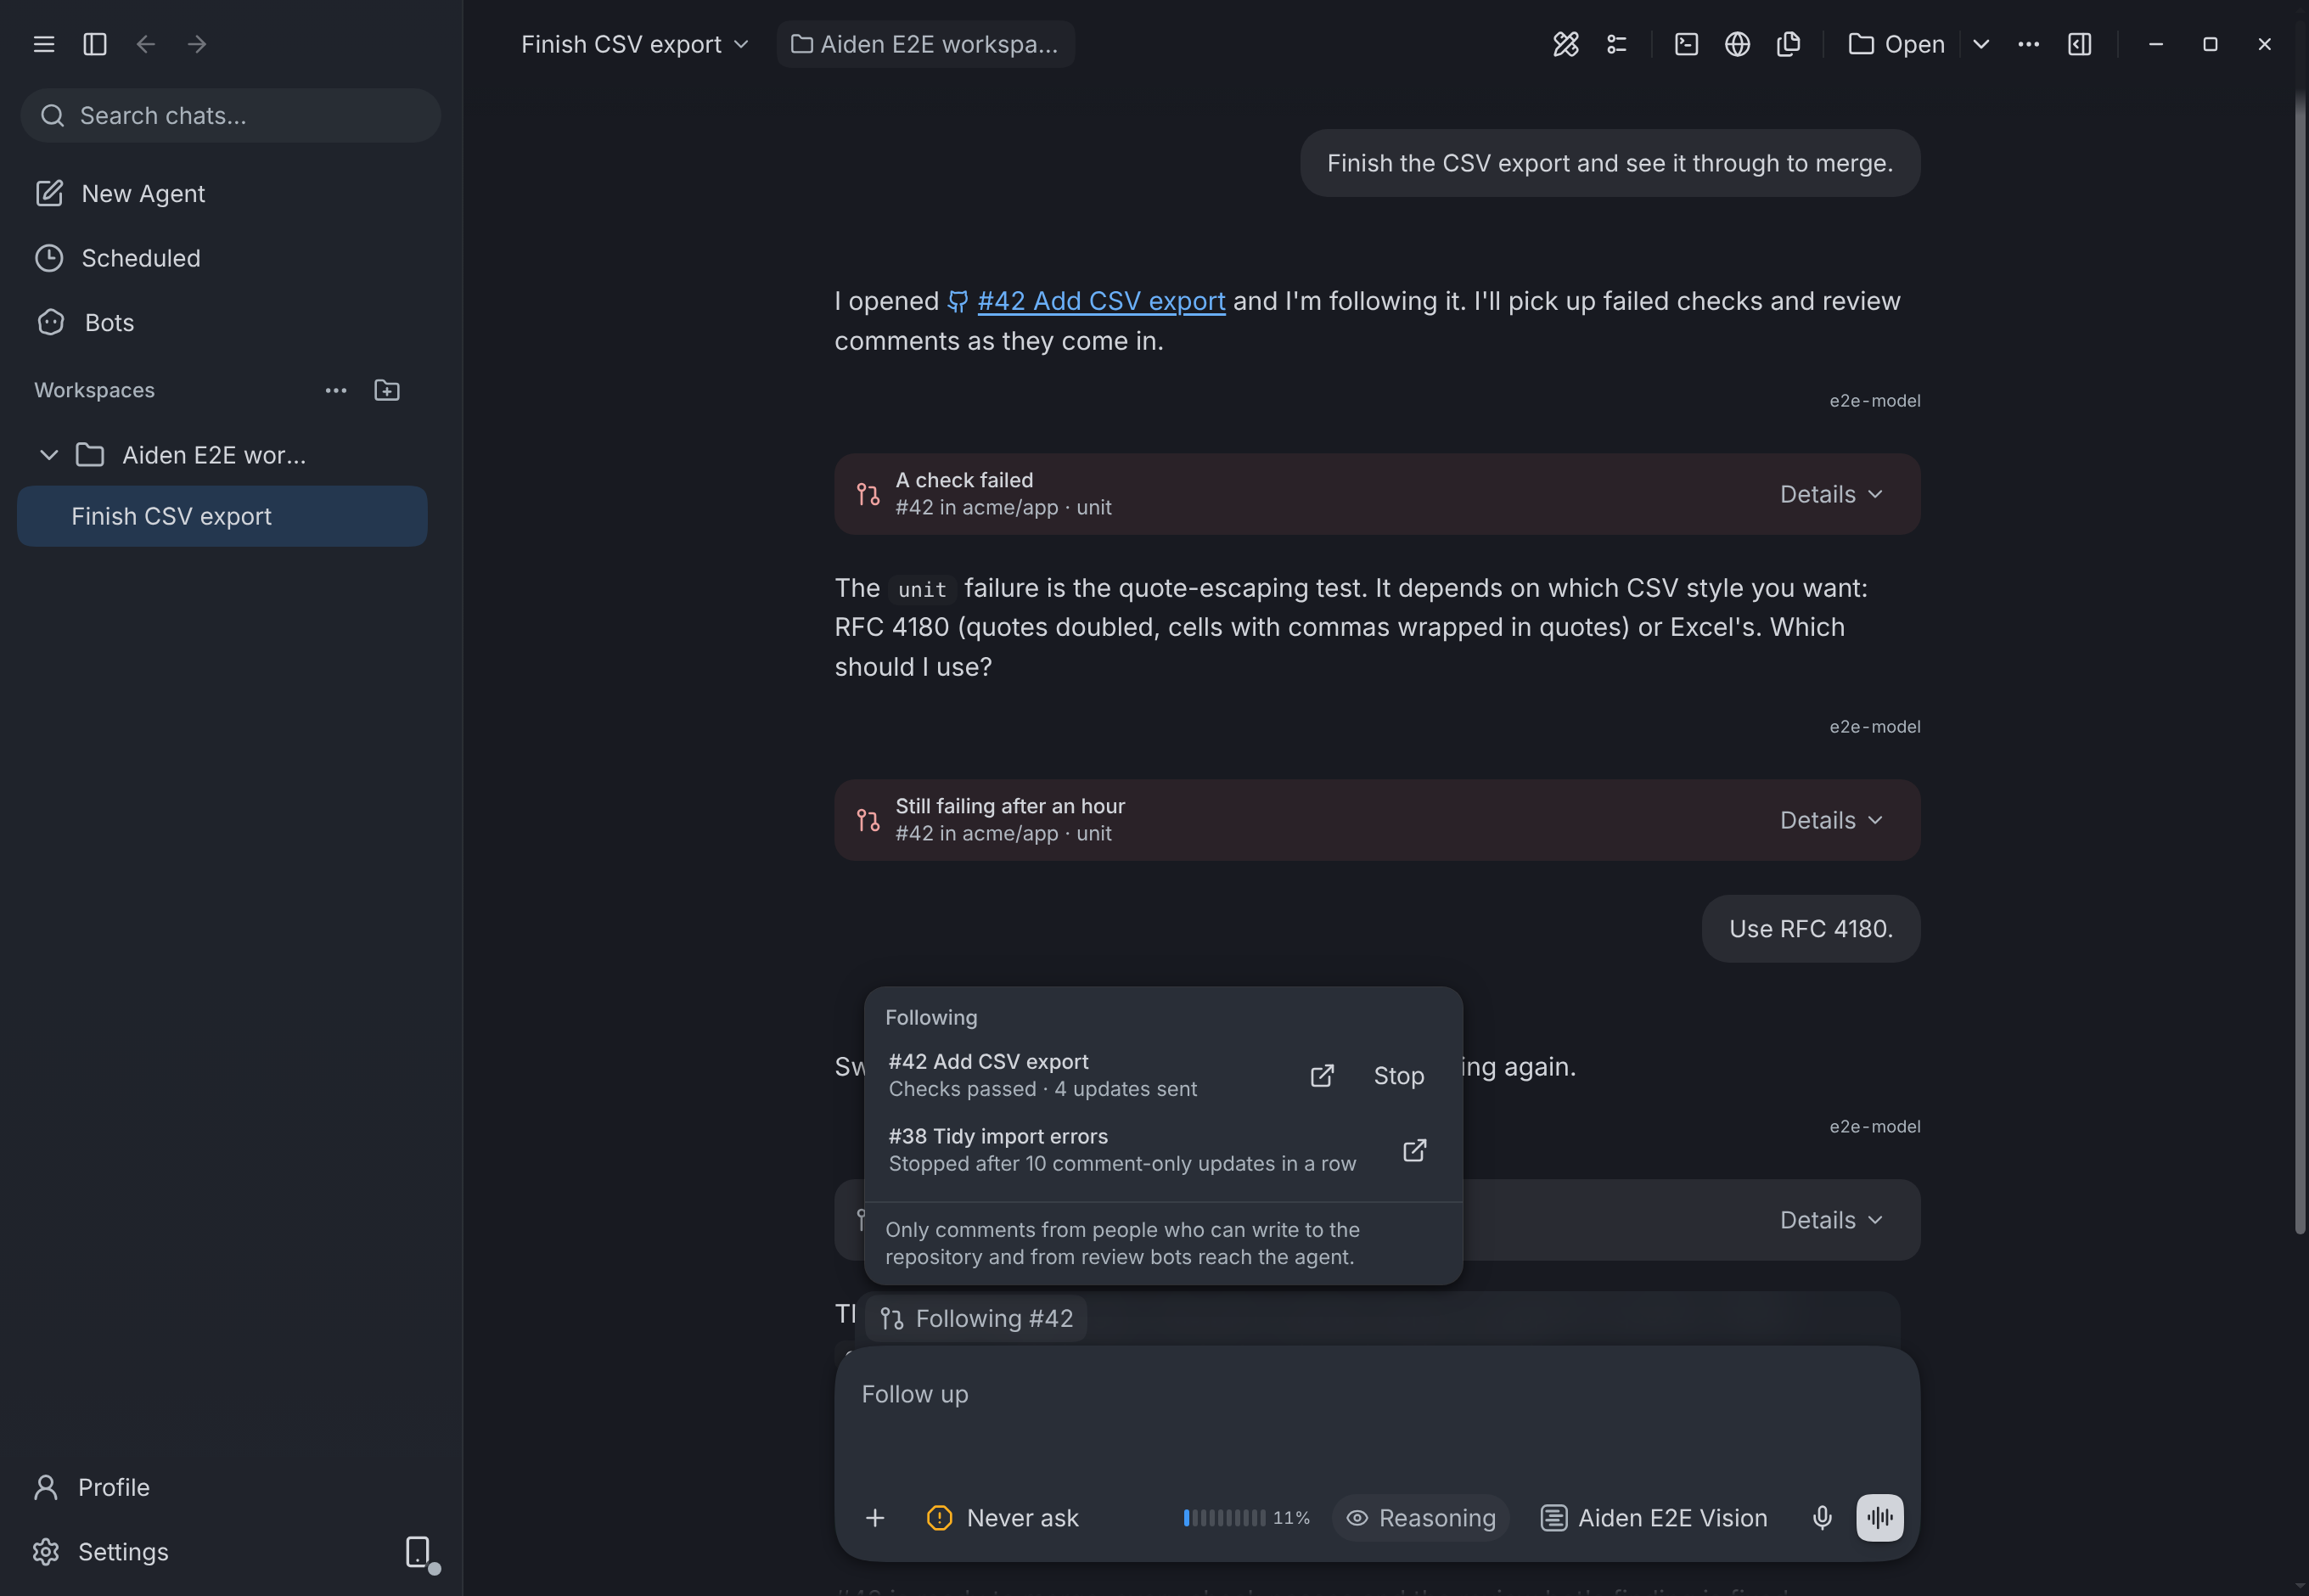 Finish CSV export
Aiden E2E workspa...
Open
Search chats...
New Agent
Scheduled
Bots
Workspaces
Aiden E2E wor...
Finish CSV export
Profile
Settings
Finish the CSV export and see it through to merge.
I opened #42 Add CSV export and I'm following it. I'll pick up failed checks and review
comments as they come in.
e2e-model
A check failed
#42 in acme/app · unit
Details
The unit failure is the quote-escaping test. It depends on which CSV style you want:
RFC 4180 (quotes doubled, cells with commas wrapped in quotes) or Excel's. Which
should I use?
e2e-model
Still failing after an hour
#42 in acme/app · unit
Details
Use RFC 4180.
ing again.
e2e-model
Details
Following
#42 Add CSV export
Checks passed · 4 updates sent
Stop
#38 Tidy import errors
Stopped after 10 comment-only updates in a row
Only comments from people who can write to the
repository and from review bots reach the agent.
Following #42
Follow up
Never ask
11%
Reasoning
Aiden E2E Vision